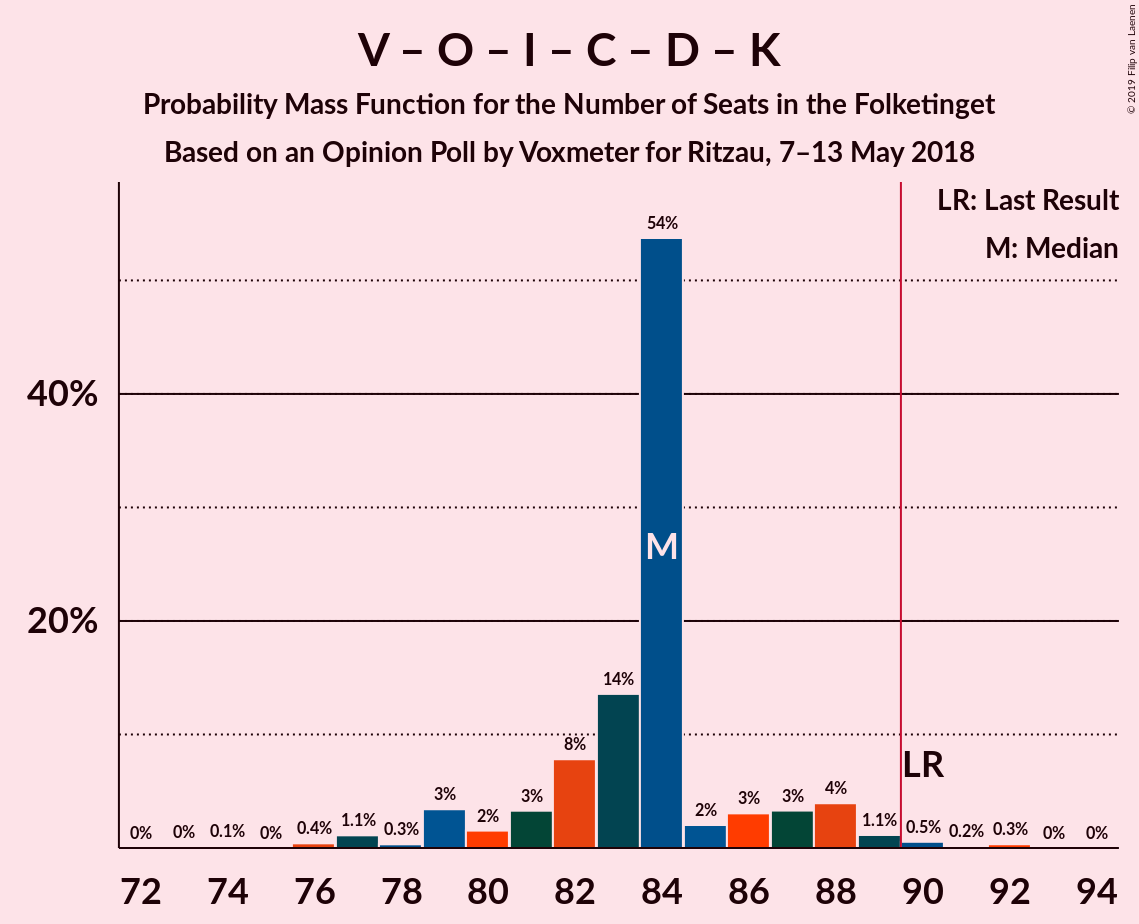 V – O – I – C – D – K
Probability Mass Function for the Number of Seats in the Folketinget
Based on an Opinion Poll by Voxmeter for Ritzau, 7–13 May 2018
© 2019 Filip van Laenen
LR: Last Result
M: Median
40%
20%
0% 0% 0.1% 0% 0.4% 1.1% 0.3% 3% 2% 3% 8% 14% 54% 2% 3% 3% 4% 1.1% 0.5% 0.2% 0.3% 0% 0%
M
LR
72 74 76 78 80 82 84 86 88 90 92 94